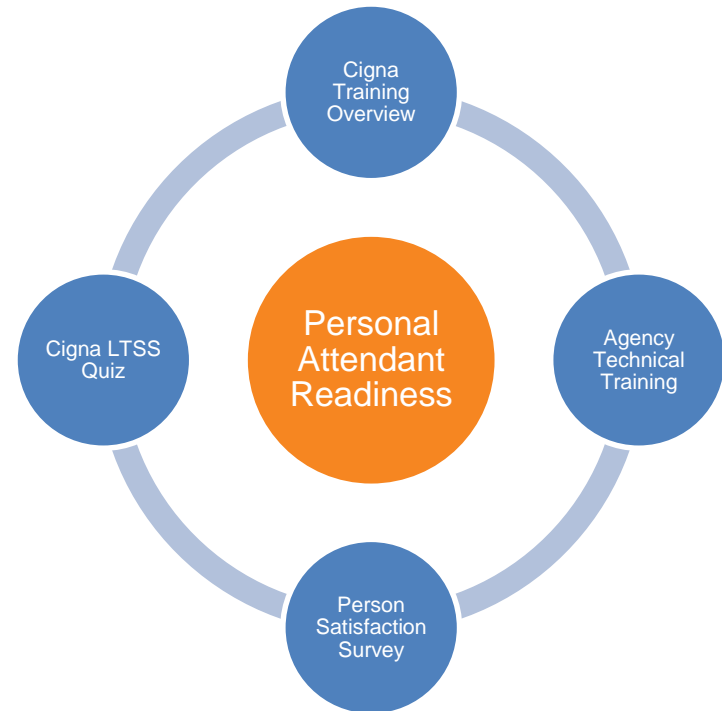 Cigna
Training
Overview
Cigna LTSS
Quiz
Personal
Attendant
Readiness
Agency
Technical
Training
Person
Satisfaction
Survey